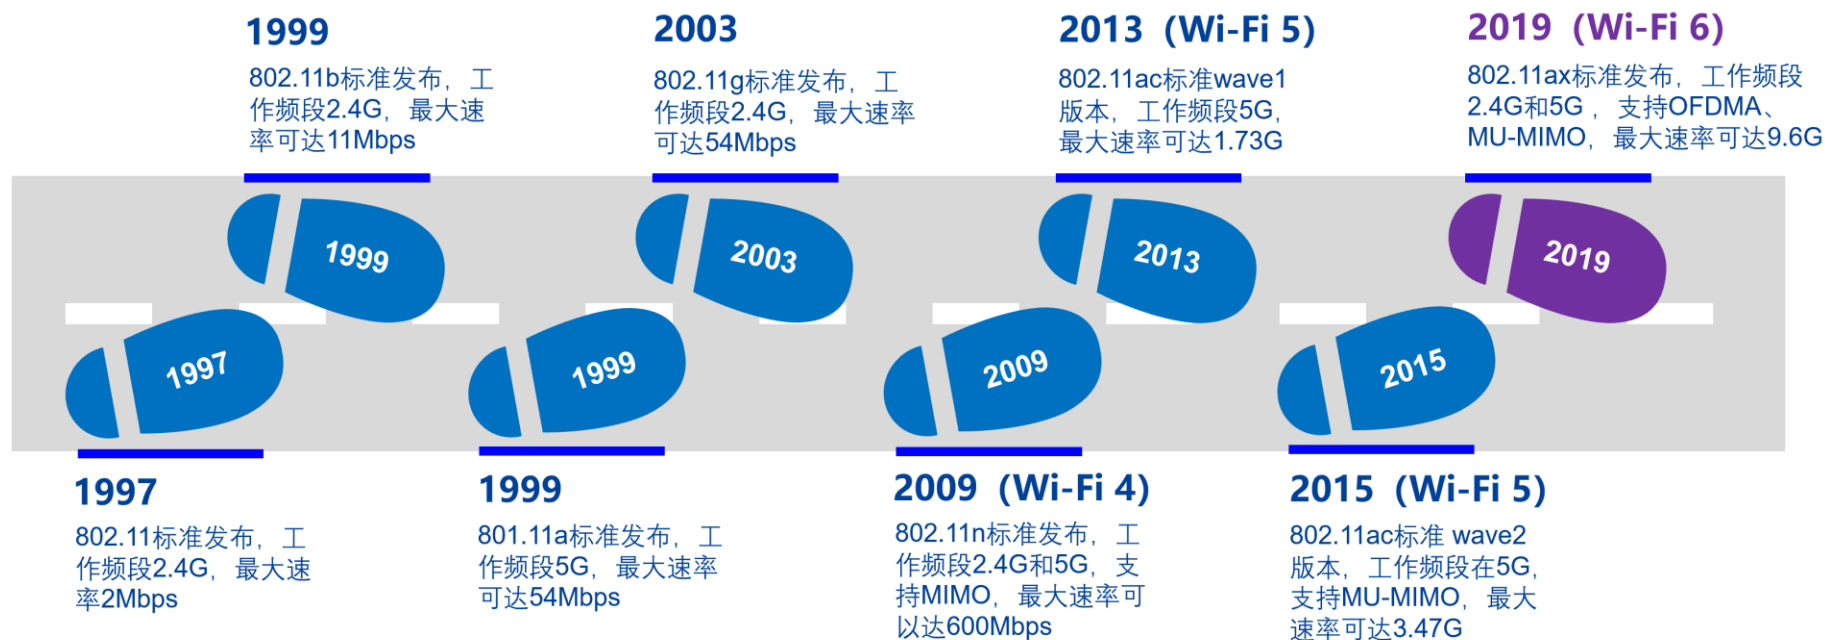 1999
802.11b标准发布，工
作频段2.4G，最大速
率可达11Mbps
2003
802.11g标准发布，工
作频段2.4G，最大速率
可达54Mbps
2013（Wi-Fi 5）
802.11ac标准wave1
版本，工作频段5G，
最大速率可达1.73G
2019（Wi-Fi 6）
802.11ax标准发布，工作频段
2.4G和5G ，支持OFDMA、
MU-MIMO，最大速率可达9.6G
1999
2003
2013
2019
1997
1999
2009
2015
1997
802.11标准发布，工
作频段2.4G，最大速
率2Mbps
1999
801.11a标准发布，工
作频段5G，最大速率
可达54Mbps
2009（Wi-Fi 4）
802.11n标准发布，工
作频段2.4G和5G，支
持MIMO，最大速率可
以达600Mbps
2015（Wi-Fi 5）
802.11ac标准 wave2
版本，工作频段在5G，
支持MU-MIMO，最大
速率可达3.47G